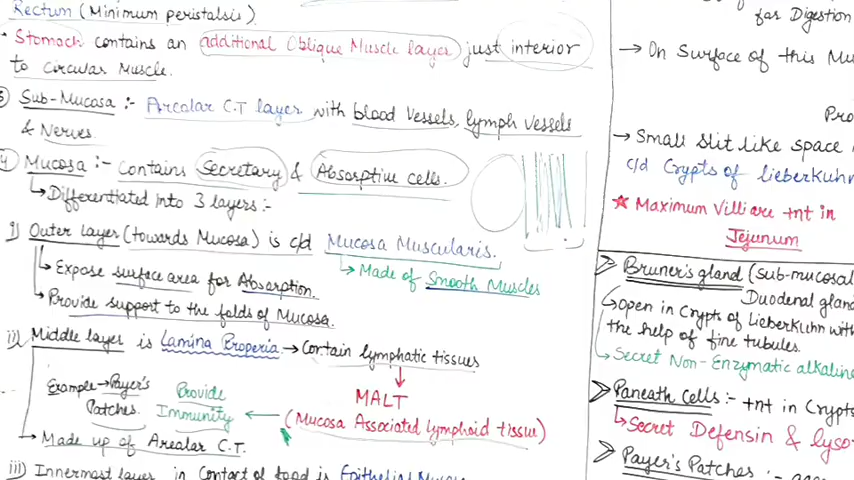 Rectum (Minimum peristalsis)
Stomach contains an additional Oblique Muscle layer just interior
to Circular Muscle.
③ Sub-Mucosa :- Arealar C.T layer with blood vessels, lymph vessels
& Nerves.
④ Mucosa :- Contains Secretary & Absorptive cells.
↳ Differentiated into 3 layers :-
i) Outer layer (towards Mucosa) is c/d Mucosa Muscularis.
↳ Made of Smooth Muscles
Expose surface area for Absorption.
Provide support to the folds of Mucosa.
ii) Middle layer is Lamina Properia → Contain lymphatic tissues
MALT
(Mucosa Associated lymphoid tissue)
Provide
Immunity
Example → Payer's
Patches.
→ Made up of Arealar C.T.
iii) Innermost layer in Contact of food is Epithelial
for Digestion
→ On Surface of this
→ Small slit like space
c/d Crypts of lieberkuhn
★ Maximum Villi are +nt in
Jejunum
Bruner's gland (sub-mucosal
Duodenal gland
Open in Crypt of Lieberkuhn with
the help of fine tubules.
Secret Non-Enzymatic alkaline
Paneath Cells :- +nt in Crypts
↳ Secret Defensin &
Payer's Patches :-